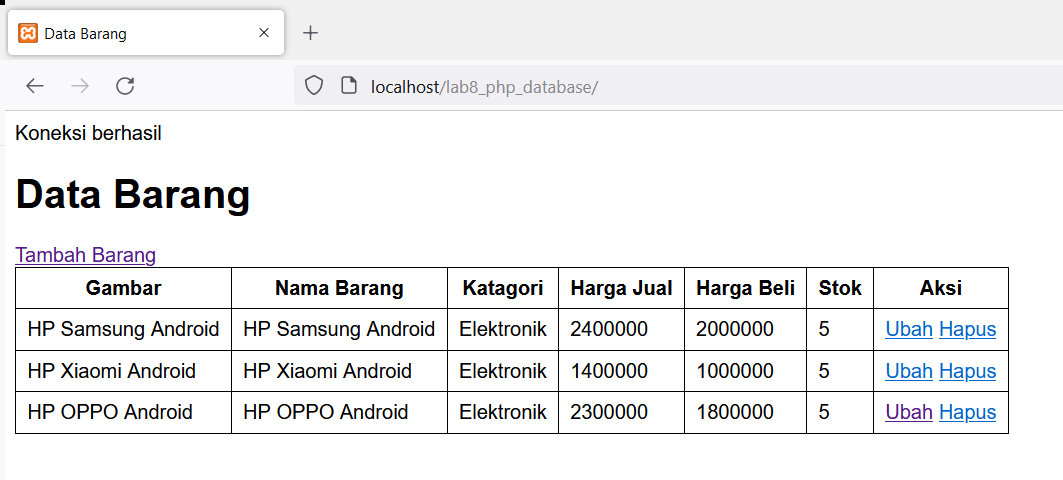 Data Barang
localhost/lab8_php_database/
Koneksi berhasil
Data Barang
Tambah Barang
Gambar Nama Barang Katagori Harga Jual Harga Beli Stok Aksi
HP Samsung Android HP Samsung Android Elektronik 2400000 2000000 5 Ubah Hapus
HP Xiaomi Android HP Xiaomi Android Elektronik 1400000 1000000 5 Ubah Hapus
HP OPPO Android HP OPPO Android Elektronik 2300000 1800000 5 Ubah Hapus